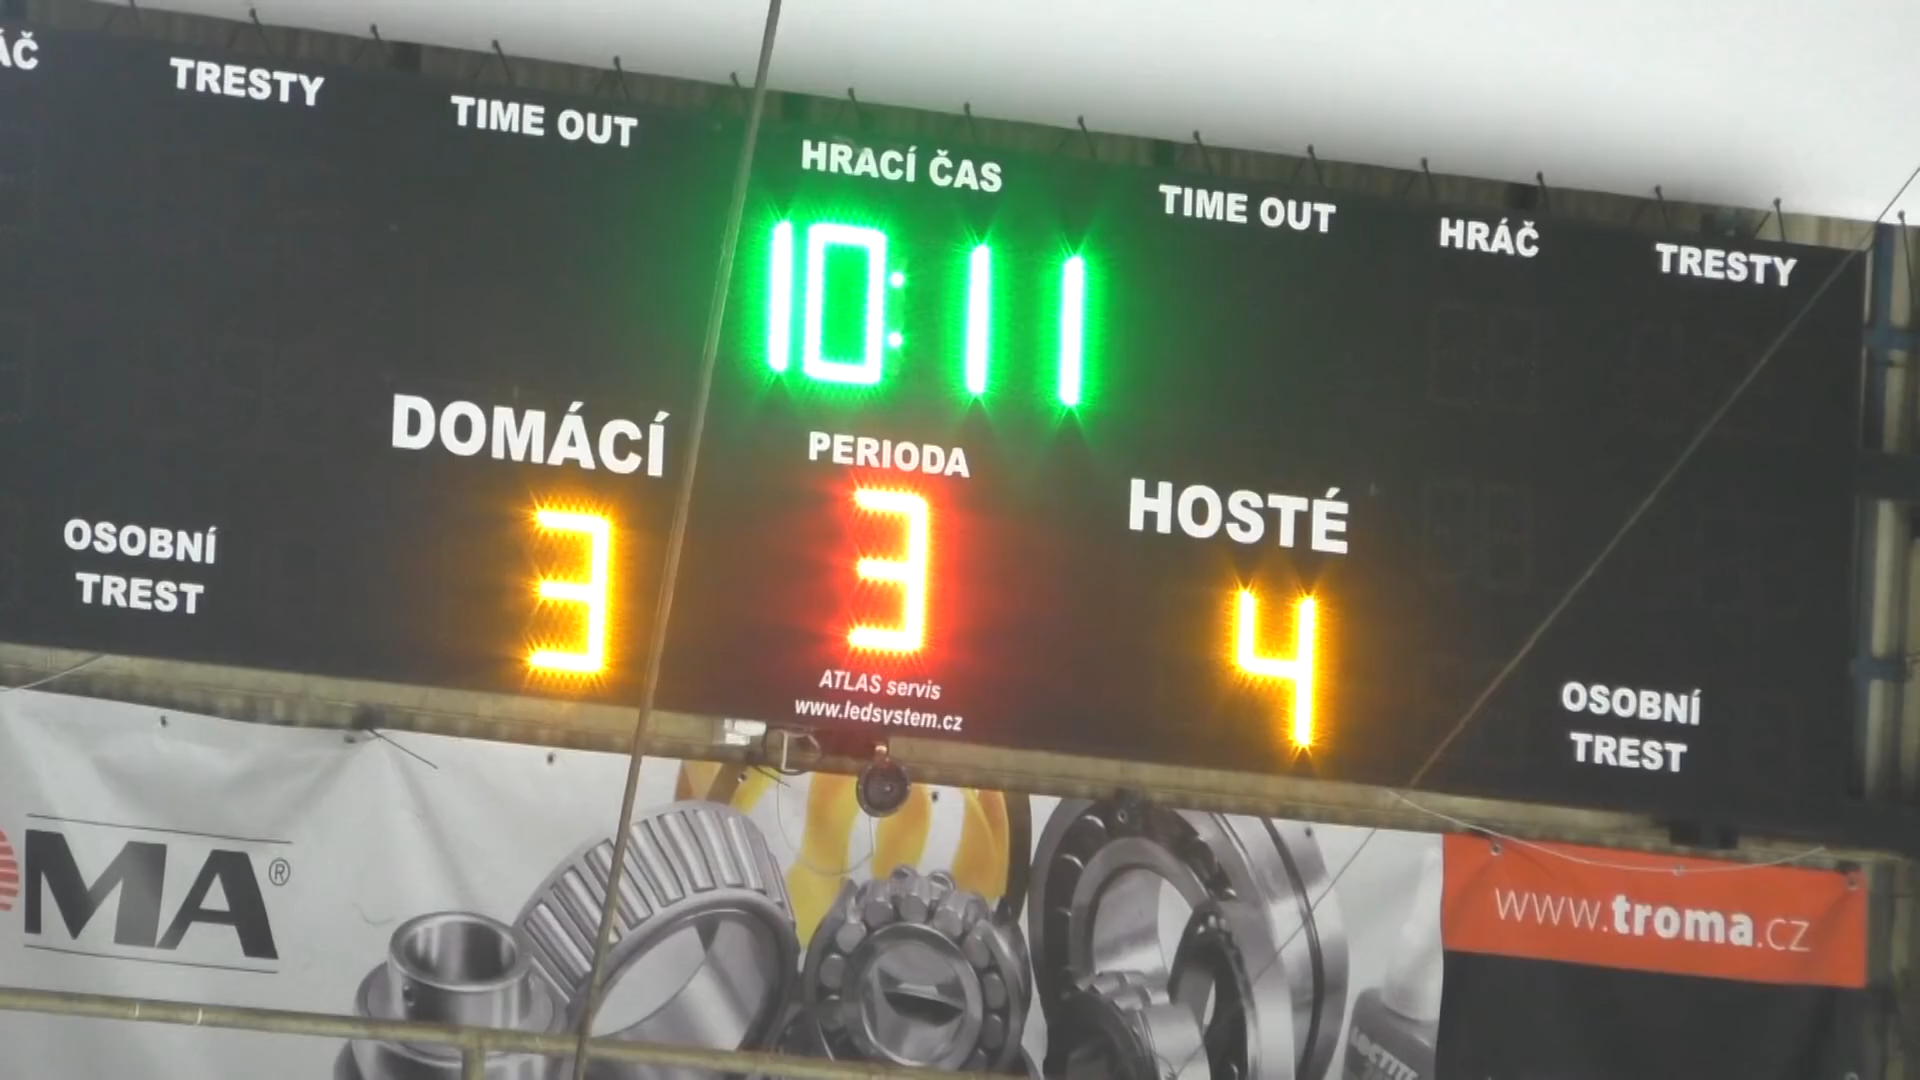 TRESTY
TIME OUT
HRACÍ ČAS
TIME OUT
HRÁČ
TRESTY
10:11
DOMÁCÍ
PERIODA
HOSTÉ
3
3
4
OSOBNÍ
TREST
OSOBNÍ
TREST
ATLAS servis
www.ledsystem.cz
MA®
www.troma.cz
LOCTITE